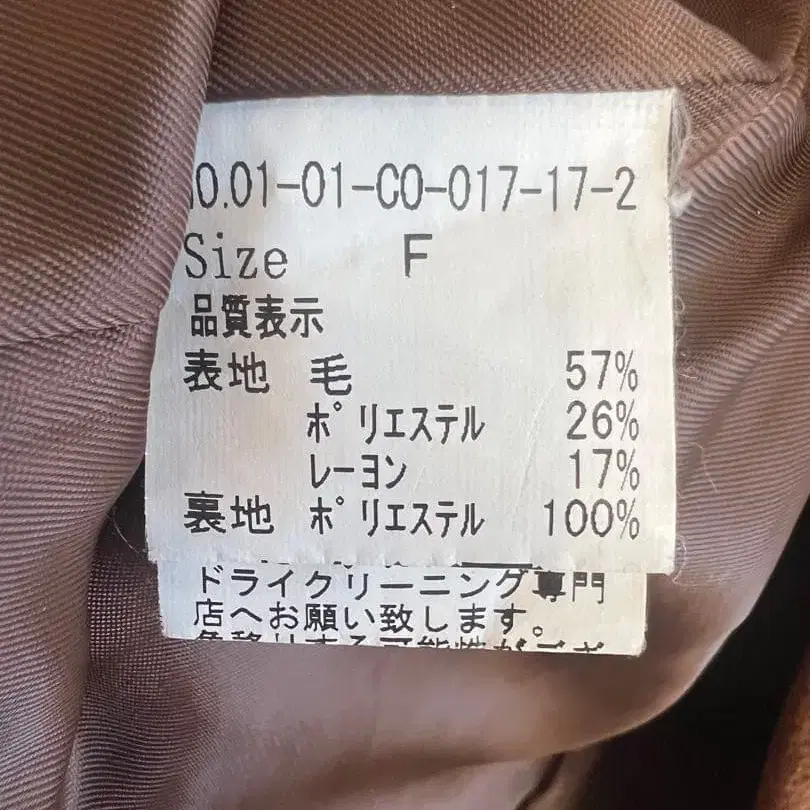 0.01-01-CO-017-17-2
Size F
品質表示
表地 毛 57%
ポリエステル 26%
レーヨン 17%
裏地 ポリエステル 100%
ドライクリーニング専門
店へお願い致します。